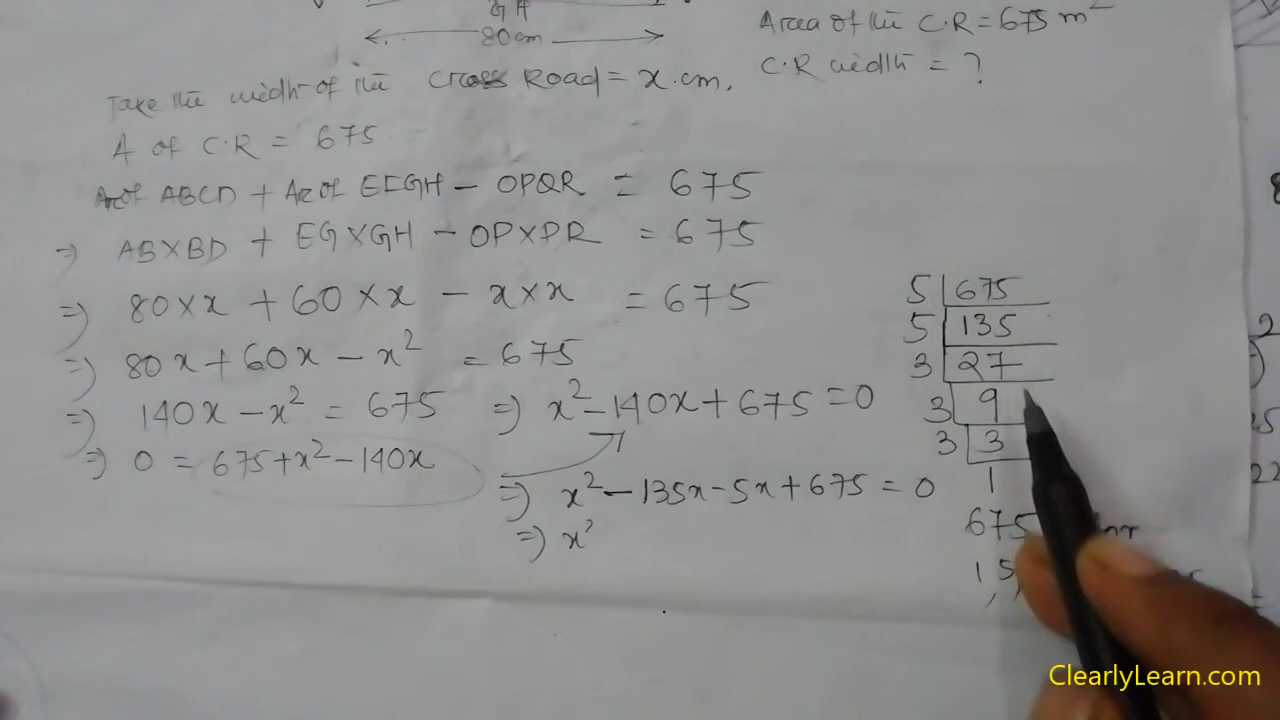 GH
80cm
Area of the C.R = 675 m²
C.R width = ?
Take the width of the Cross Road = x.cm.
A of C.R = 675
Ar of ABCD + Ar of EFGH - OPQR = 675
=) AB×BD + EG×GH - OP×PR = 675
=) 80×x + 60×x - x×x = 675
=) 80x + 60x - x² = 675
=) 140x - x² = 675
=) 0 = 675 + x² - 140x
=) x² - 140x + 675 = 0
=) x² - 135x - 5x + 675 = 0
=) x²
5 675
5 135
3 27
3 9
3 3
1
675
15
ClearlyLearn.com